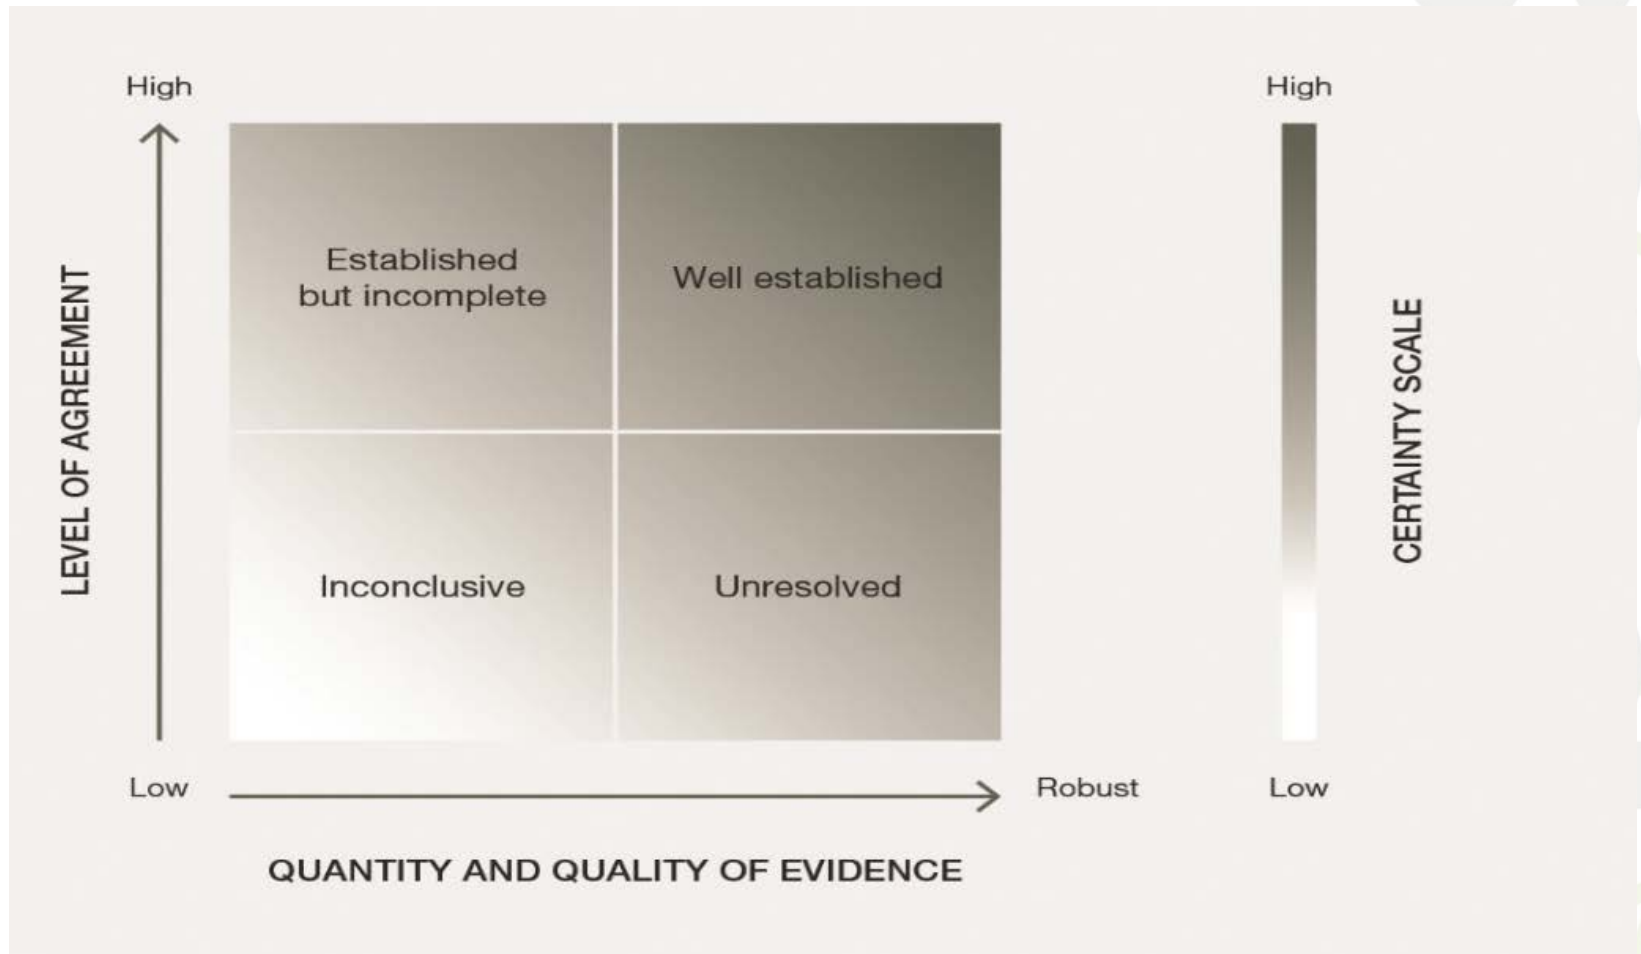 High
High
LEVEL OF AGREEMENT
Established
but incomplete
Well established
CERTAINTY SCALE
Inconclusive
Unresolved
Low
Robust
Low
QUANTITY AND QUALITY OF EVIDENCE